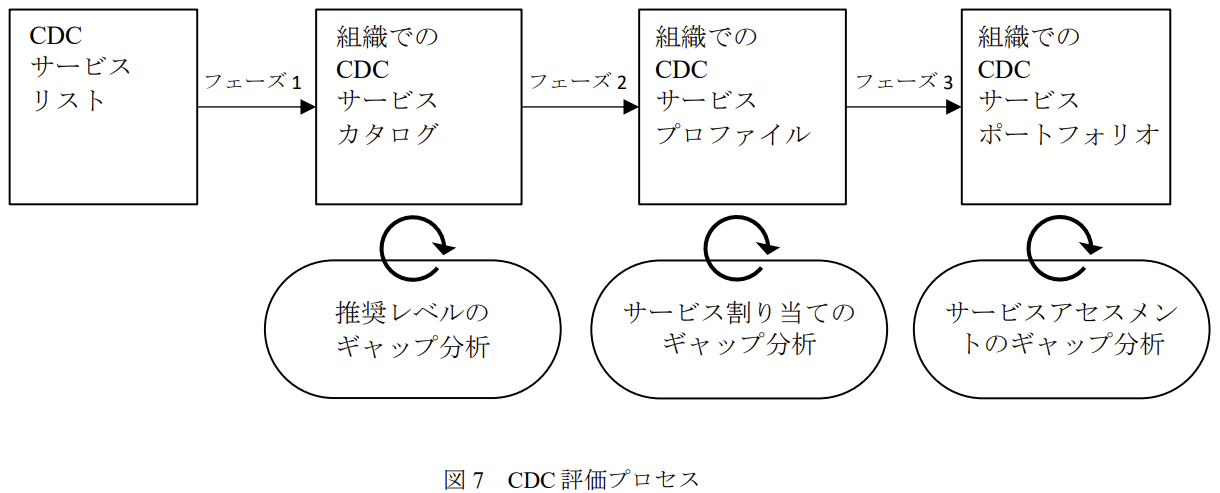 CDC
サービス
リスト
フェーズ 1
組織での
CDC
サービス
カタログ
フェーズ 2
組織での
CDC
サービス
プロファイル
フェーズ 3
組織での
CDC
サービス
ポートフォリオ
推奨レベルの
ギャップ分析
サービス割り当ての
ギャップ分析
サービスアセスメン
トのギャップ分析
図 7　CDC 評価プロセス